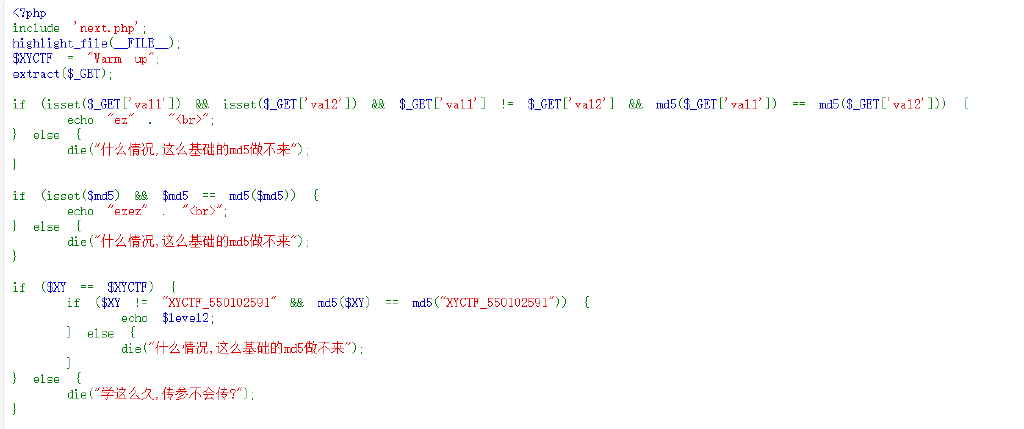 <?php
include 'next.php';
highlight_file(__FILE__);
$XYCTF = "Warm up";
extract($_GET);
if (isset($_GET['val1']) && isset($_GET['val2']) && $_GET['val1'] != $_GET['val2'] && md5($_GET['val1']) == md5($_GET['val2'])) {
echo "ez" . "<br>";
} else {
die("什么情况,这么基础的md5做不来");
}
if (isset($md5) && $md5 == md5($md5)) {
echo "ezez" . "<br>";
} else {
die("什么情况,这么基础的md5做不来");
}
if ($XY == $XYCTF) {
if ($XY != "XYCTF_550102591" && md5($XY) == md5("XYCTF_550102591")) {
echo $level2;
} else {
die("什么情况,这么基础的md5做不来");
}
} else {
die("学这么久,传参不会传?");
}